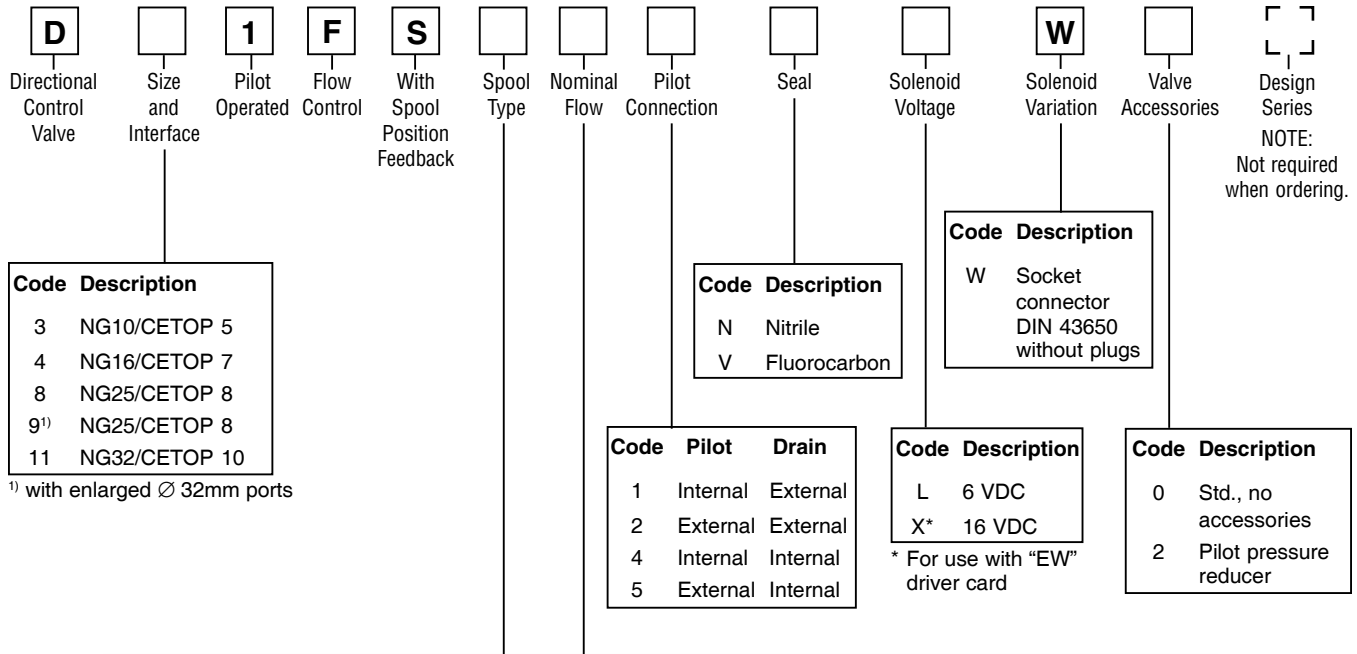 D 1 F S W
Directional Control Valve
Size and Interface
Pilot Operated
Flow Control
With Spool Position Feedback
Spool Type
Nominal Flow
Pilot Connection
Seal
Solenoid Voltage
Solenoid Variation
Valve Accessories
Design Series
NOTE:
Not required
when ordering.
Code Description
3 NG10/CETOP 5
4 NG16/CETOP 7
8 NG25/CETOP 8
9¹⁾ NG25/CETOP 8
11 NG32/CETOP 10
¹⁾ with enlarged ∅ 32mm ports
Code Pilot Drain
1 Internal External
2 External External
4 Internal Internal
5 External Internal
Code Description
N Nitrile
V Fluorocarbon
Code Description
L 6 VDC
X* 16 VDC
* For use with “EW”
driver card
Code Description
W Socket
connector
DIN 43650
without plugs
Code Description
0 Std., no
accessories
2 Pilot pressure
reducer